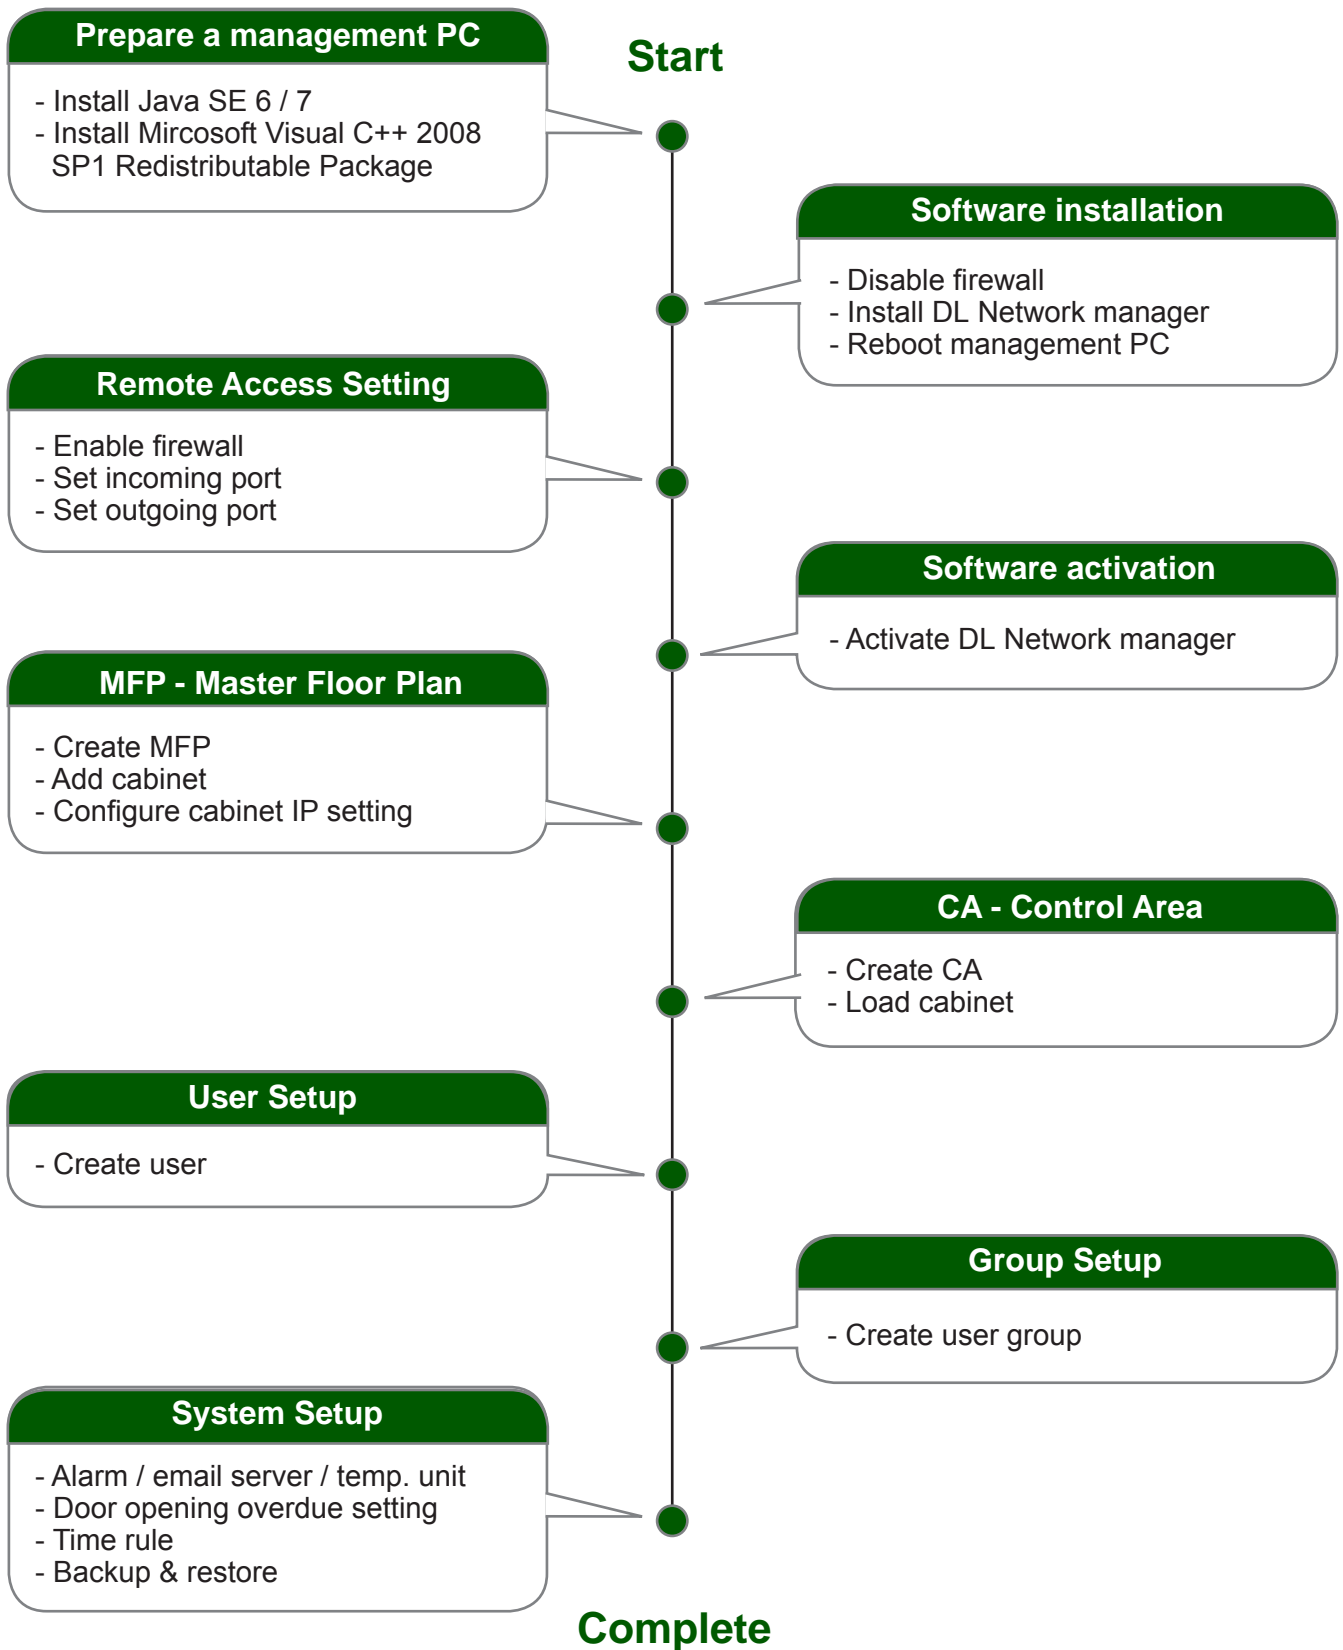 Prepare a management PC
- Install Java SE 6 / 7
- Install Mircosoft Visual C++ 2008
SP1 Redistributable Package
Start
Software installation
- Disable firewall
- Install DL Network manager
- Reboot management PC
Remote Access Setting
- Enable firewall
- Set incoming port
- Set outgoing port
Software activation
- Activate DL Network manager
MFP - Master Floor Plan
- Create MFP
- Add cabinet
- Configure cabinet IP setting
CA - Control Area
- Create CA
- Load cabinet
User Setup
- Create user
Group Setup
- Create user group
System Setup
- Alarm / email server / temp. unit
- Door opening overdue setting
- Time rule
- Backup & restore
Complete